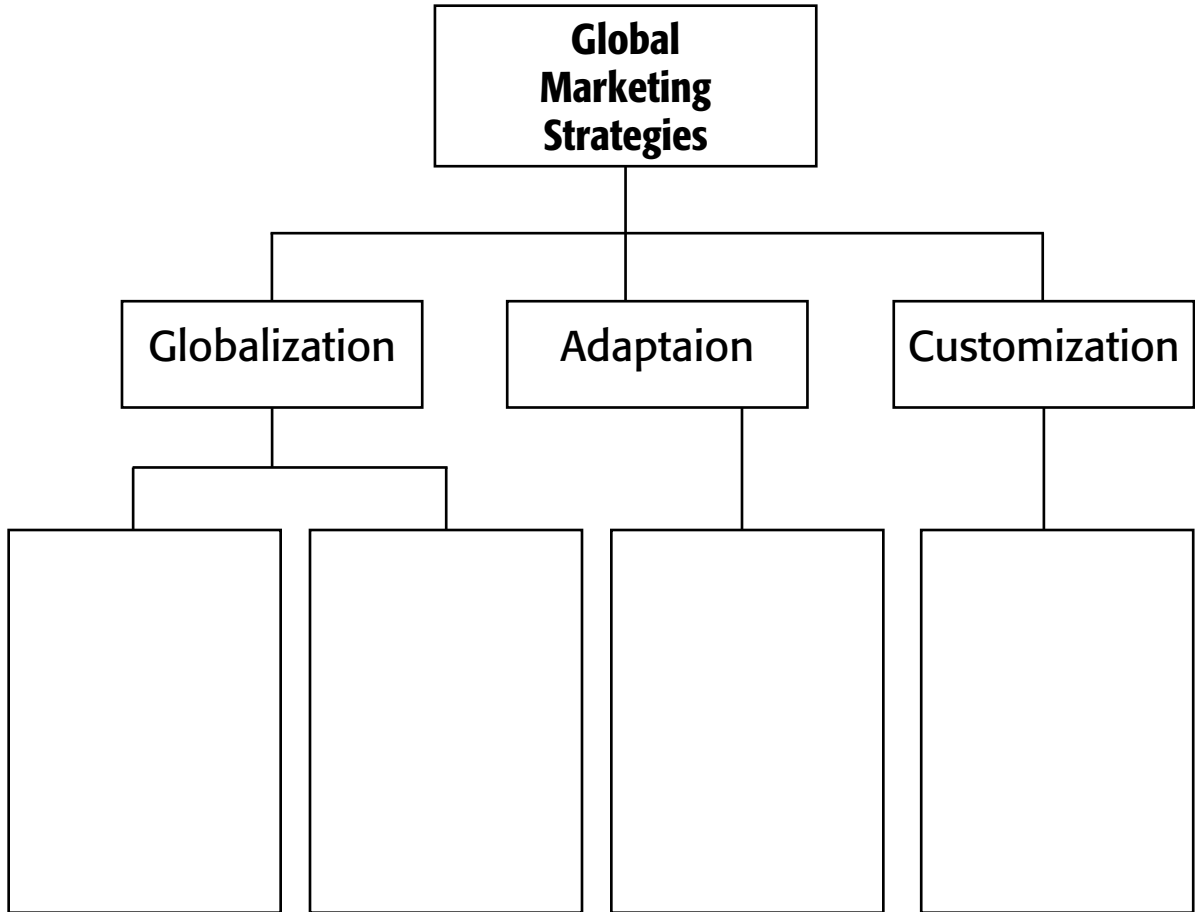 Global
Marketing
Strategies
Globalization
Adaptaion
Customization